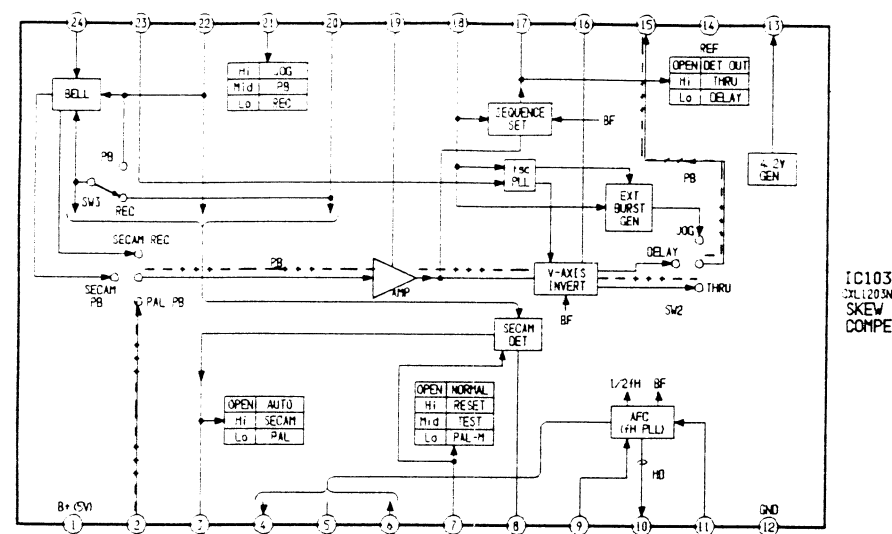 24 23 22 21 20 19 18 17 16 15 14 13
REF
Hi JOG
Mid PB
Lo REC
OPEN DET OUT
Hi THRU
Lo DELAY
BELL
SEQUENCE
SET
BF
PB
4.2V
GEN
fsc
PLL
PB
SW3
REC
EXT
BURST
GEN
JOG
SECAM REC
DELAY
PB
SECAM
PB
AMP
V-AXIS
INVERT
THRU
IC103
CXL1203N
SKEW
COMPE
PAL PB
BF
SW2
SECAM
DET
OPEN AUTO
Hi SECAM
Lo PAL
OPEN NORMAL
Hi RESET
Mid TEST
Lo PAL-M
1/2fH BF
AFC
(fH PLL)
HD
B+(5V)
GND
1 2 3 4 5 6 7 8 9 10 11 12